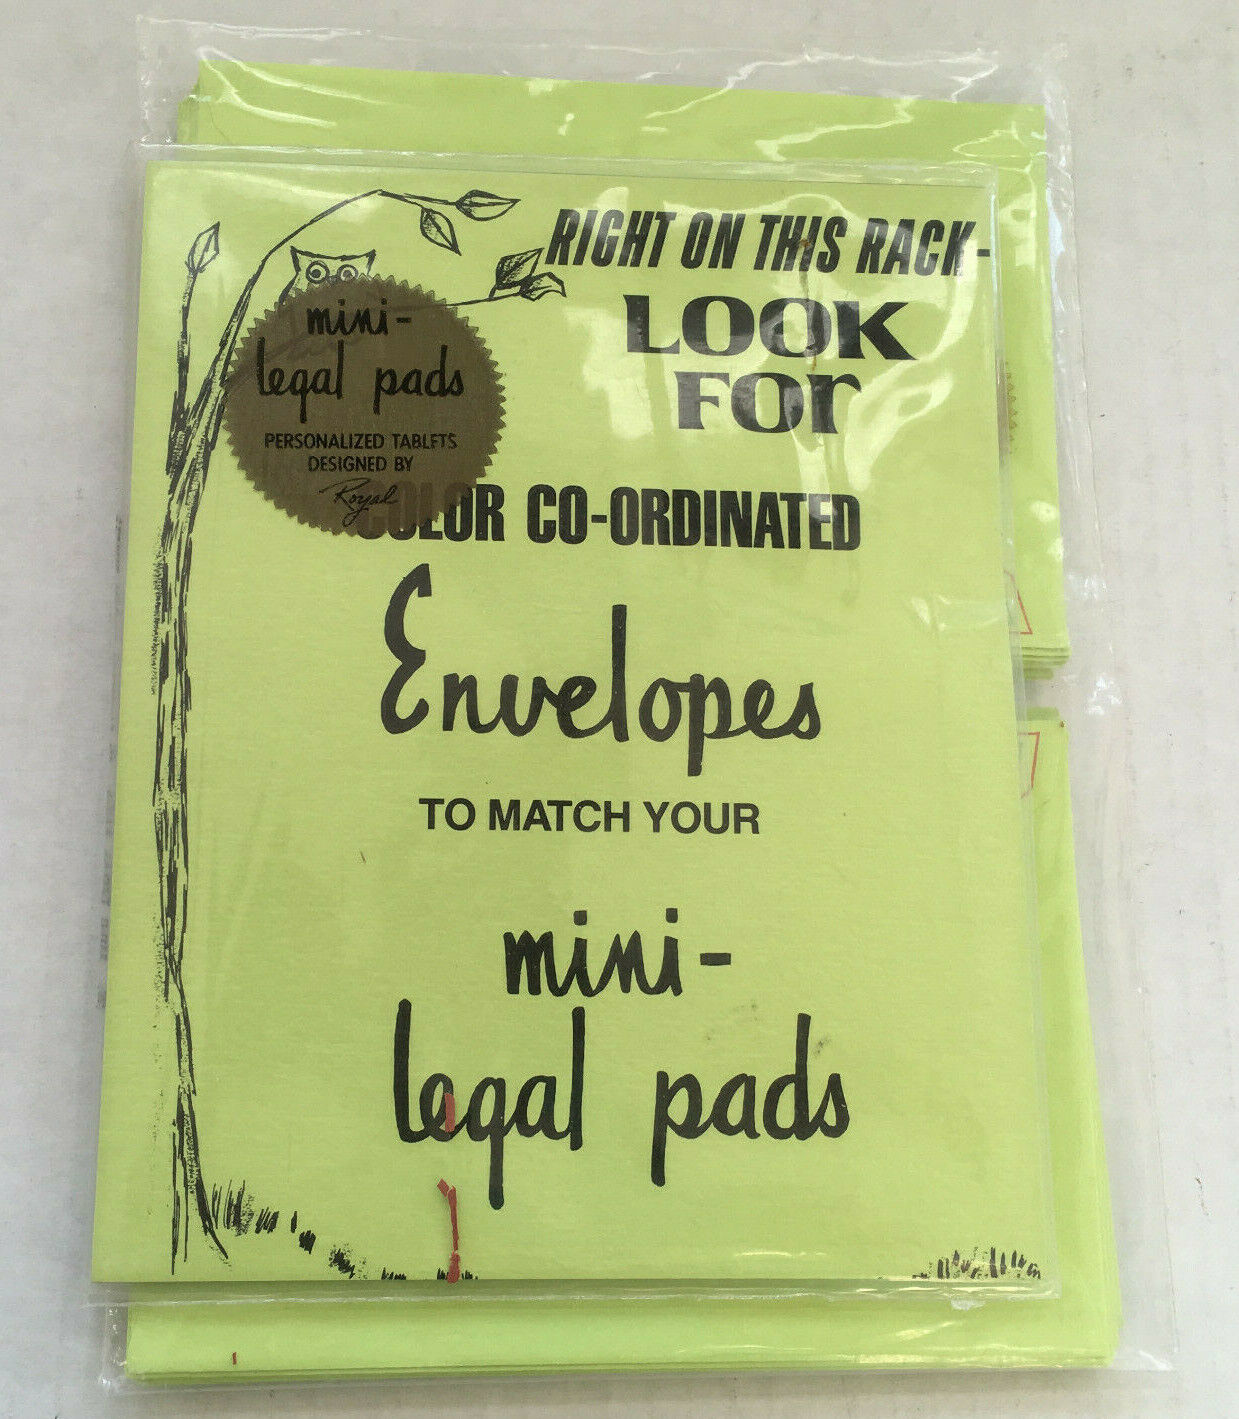 RIGHT ON THIS RACK-
LOOK
FOr
mini-
legal pads
PERSONALIZED TABLETS
DESIGNED BY
Royal
COLOR CO-ORDINATED
Envelopes
TO MATCH YOUR
mini-
legal pads